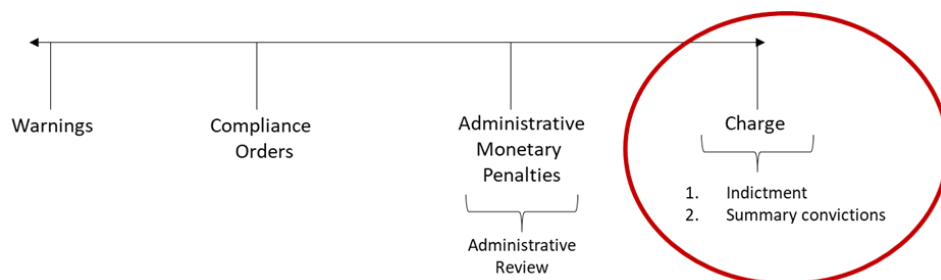 Warnings
Compliance
Orders
Administrative
Monetary
Penalties
Administrative
Review
Charge
1. Indictment
2. Summary convictions